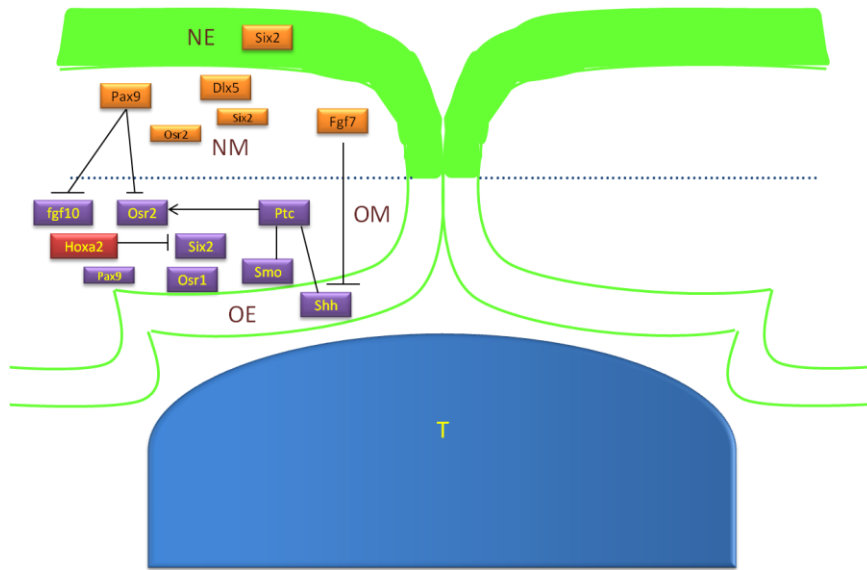 NE
Six2
Dlx5
Pax9
Six2
Fgf7
Osr2
NM
fgf10
Osr2
Ptc
OM
Hoxa2
Six2
Pax9
Osr1
Smo
Shh
OE
T